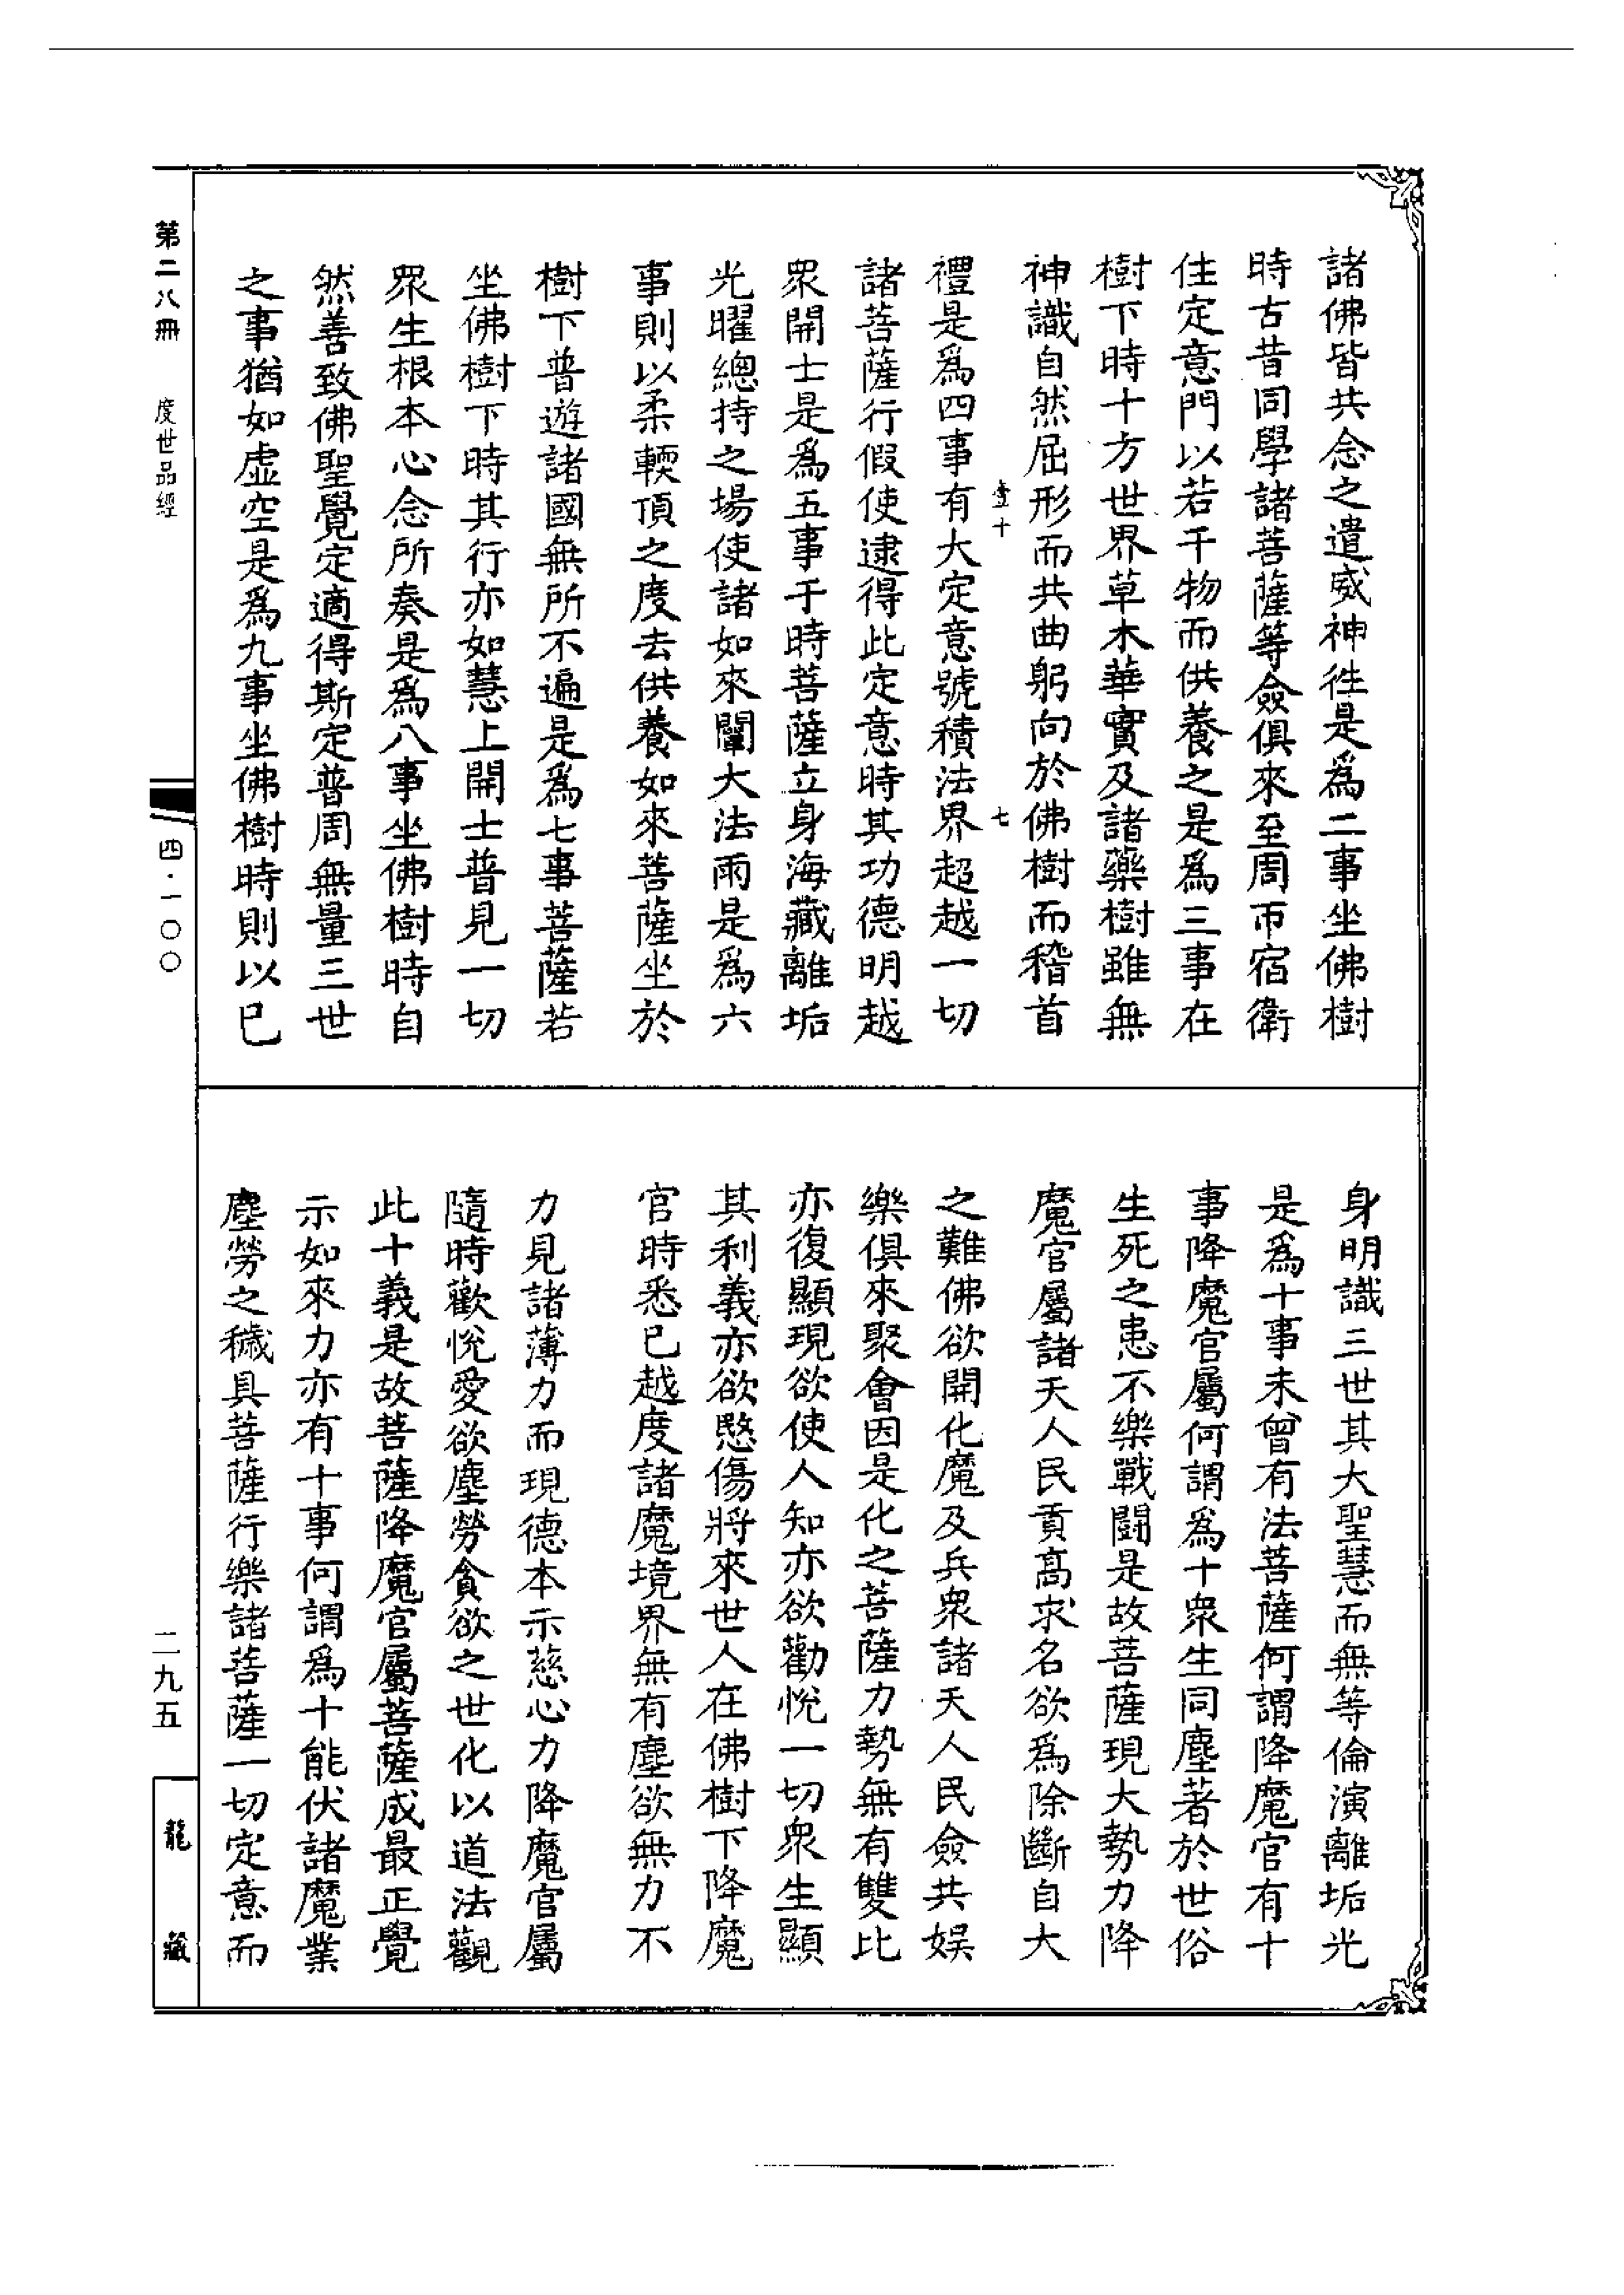 諸佛皆共念之遣威神徃是為二事坐佛樹
時古昔同學諸菩薩等僉俱來至周帀宿衛
住定意門以若干物而供養之是為三事在
樹下時十方世界草木華實及諸藥樹雖無
神識自然屈形而共曲躬向於佛樹而稽首
壹十
七
禮是為四事有大定意號積法界超越一切
諸菩薩行假使逮得此定意時其功德明越
眾開士是為五事于時菩薩立身海藏離垢
光曜總持之場使諸如來闡大法雨是為六
事則以柔輭頂之度去供養如來菩薩坐於
樹下普遊諸國無所不遍是為七事菩薩若
坐佛樹下時其行亦如慧上開士普見一切
眾生根本心念所奏是為八事坐佛樹時自
然善致佛聖覺定適得斯定普周無量三世
之事猶如虛空是為九事坐佛樹時則以已
身明識三世其大聖慧而無等倫演離垢光
是為十事未曾有法菩薩何謂降魔官有十
事降魔官屬何謂為十眾生同塵著於世俗
生死之患不樂戰鬪是故菩薩現大勢力降
魔官屬諸天人民貢高求名欲為除斷自大
之難佛欲開化魔及兵衆諸天人民僉共娛
樂俱來聚會因是化之菩薩力勢無有雙比
亦復顯現欲使人知亦欲勸悅一切眾生顯
其利義亦欲愍傷將來世人在佛樹下降魔
官時悉已越度諸魔境界無有塵欲無力不
力見諸薄力而現德本示慈心力降魔官屬
隨時歡悅愛欲塵勞貪欲之世化以道法觀
此十義是故菩薩降魔官屬菩薩成最正覺
示如來力亦有十事何謂為十能伏諸魔業
塵勞之穢具菩薩行樂諸菩薩一切定意而
第二八冊
度世品經
四·一〇〇
二九五
龍藏